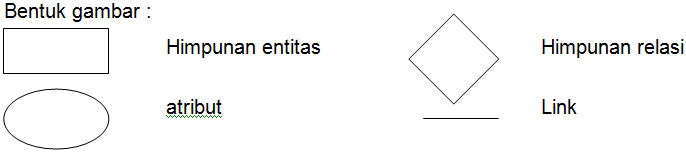 Bentuk gambar :
Himpunan entitas
Himpunan relasi
atribut
Link